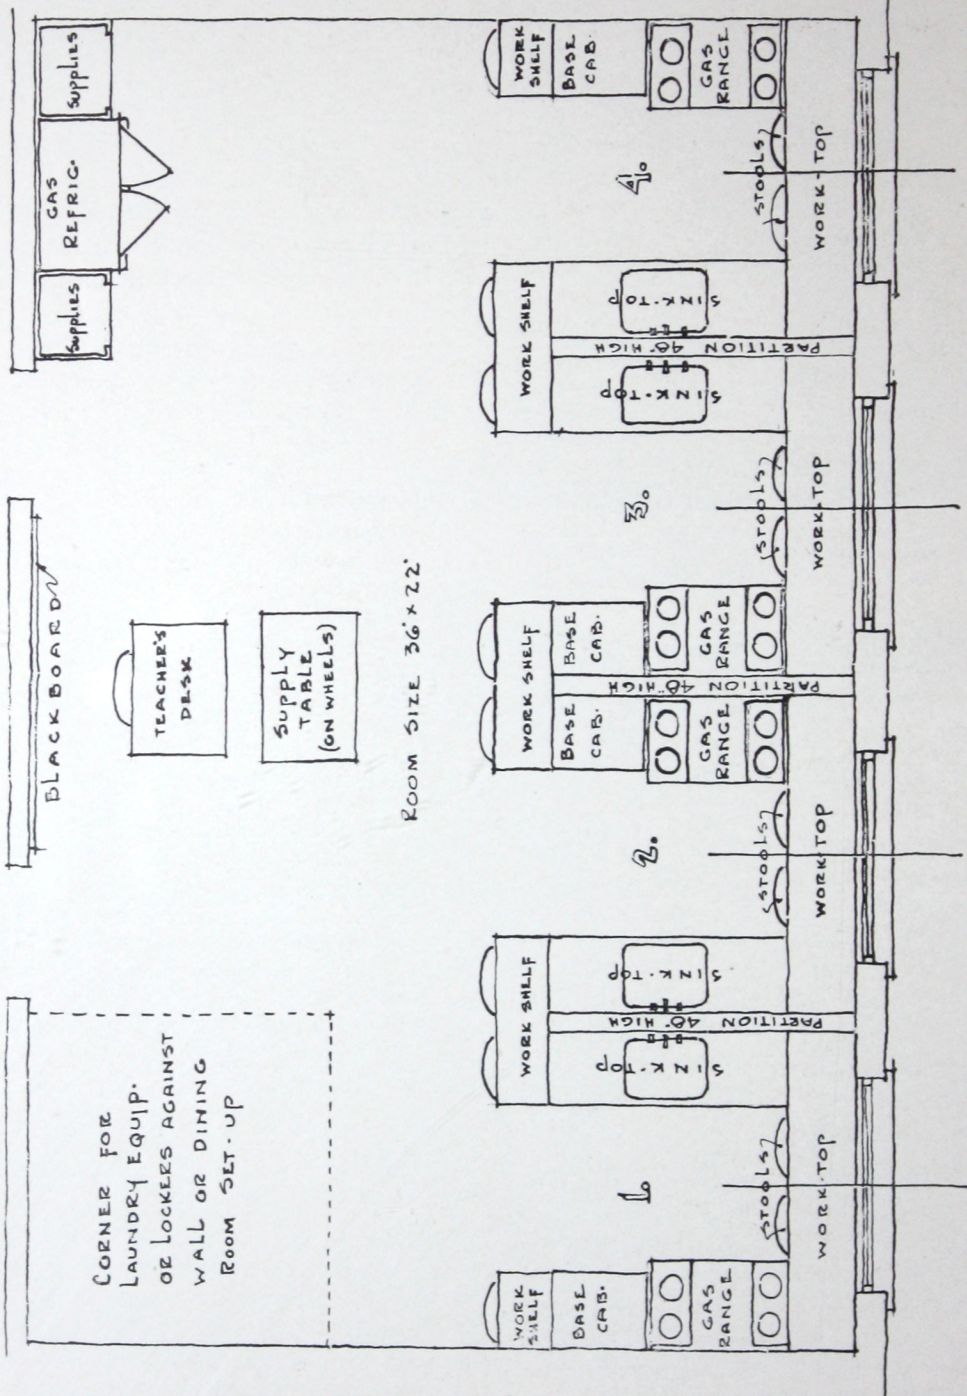 CORNER FOR
LAUNDRY EQUIP.
OR LOCKERS AGAINST
WALL OR DINING
ROOM SET-UP
BLACKBOARD
TEACHER'S
DESK
SUPPLY
TABLE
(ON WHEELS)
ROOM SIZE 36' x 22'
Supplies
GAS
REFRIG.
Supplies
WORK
SHELF
BASE
CAB.
GAS
RANGE
1.
STOOLS
WORK-TOP
WORK SHELF
SINK-TOP
PARTITION 40" HIGH
SINK-TOP
2.
STOOLS
WORK-TOP
WORK SHELF
BASE
CAB.
GAS
RANGE
PARTITION 40" HIGH
BASE
CAB.
GAS
RANGE
3.
STOOLS
WORK-TOP
WORK SHELF
SINK-TOP
PARTITION 40" HIGH
SINK-TOP
4.
STOOLS
WORK-TOP
WORK
SHELF
BASE
CAB.
GAS
RANGE